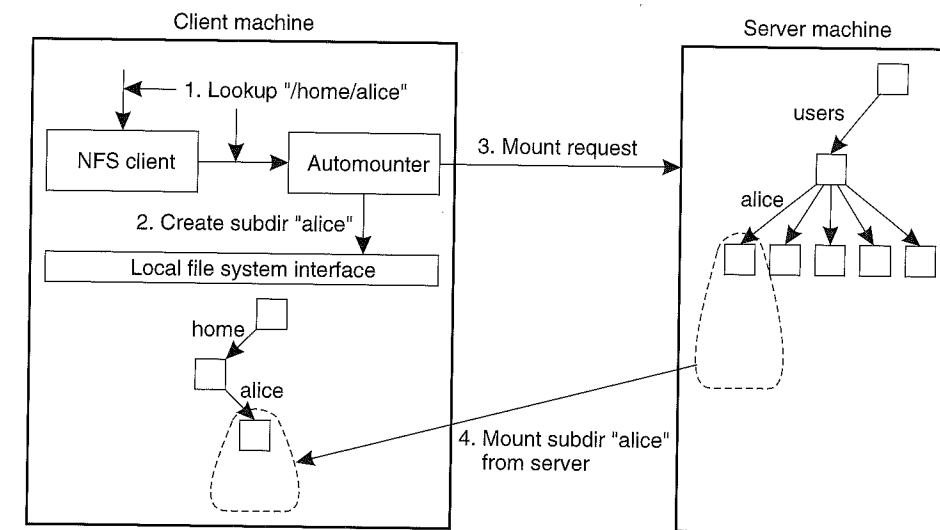 Client machine
Server machine
1. Lookup "/home/alice"
users
NFS client
Automounter
3. Mount request
alice
2. Create subdir "alice"
Local file system interface
home
alice
4. Mount subdir "alice"
from server